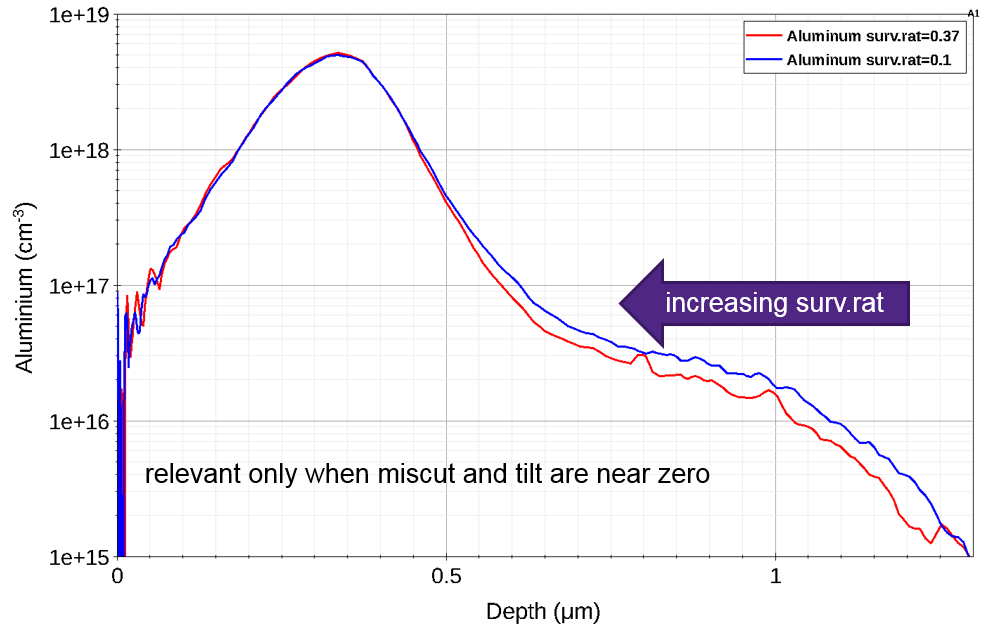 1e+19
A1
Aluminum surv.rat=0.37
Aluminum surv.rat=0.1
1e+18
1e+17
increasing surv.rat
1e+16
relevant only when miscut and tilt are near zero
1e+15
0
0.5
1
Aluminium (cm⁻³)
Depth (µm)